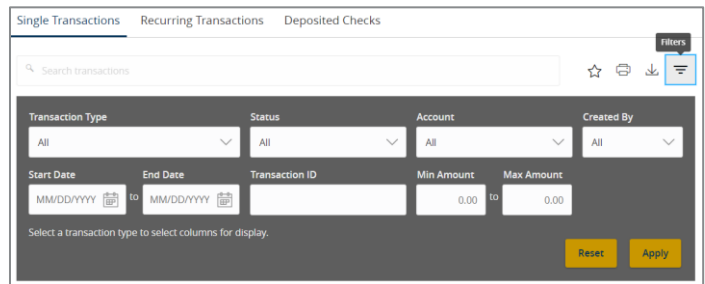 Single Transactions Recurring Transactions Deposited Checks
Filters
Search transactions
Transaction Type Status Account Created By
All All All All
Start Date End Date Transaction ID Min Amount Max Amount
MM/DD/YYYY to MM/DD/YYYY 0.00 to 0.00
Select a transaction type to select columns for display.
Reset Apply